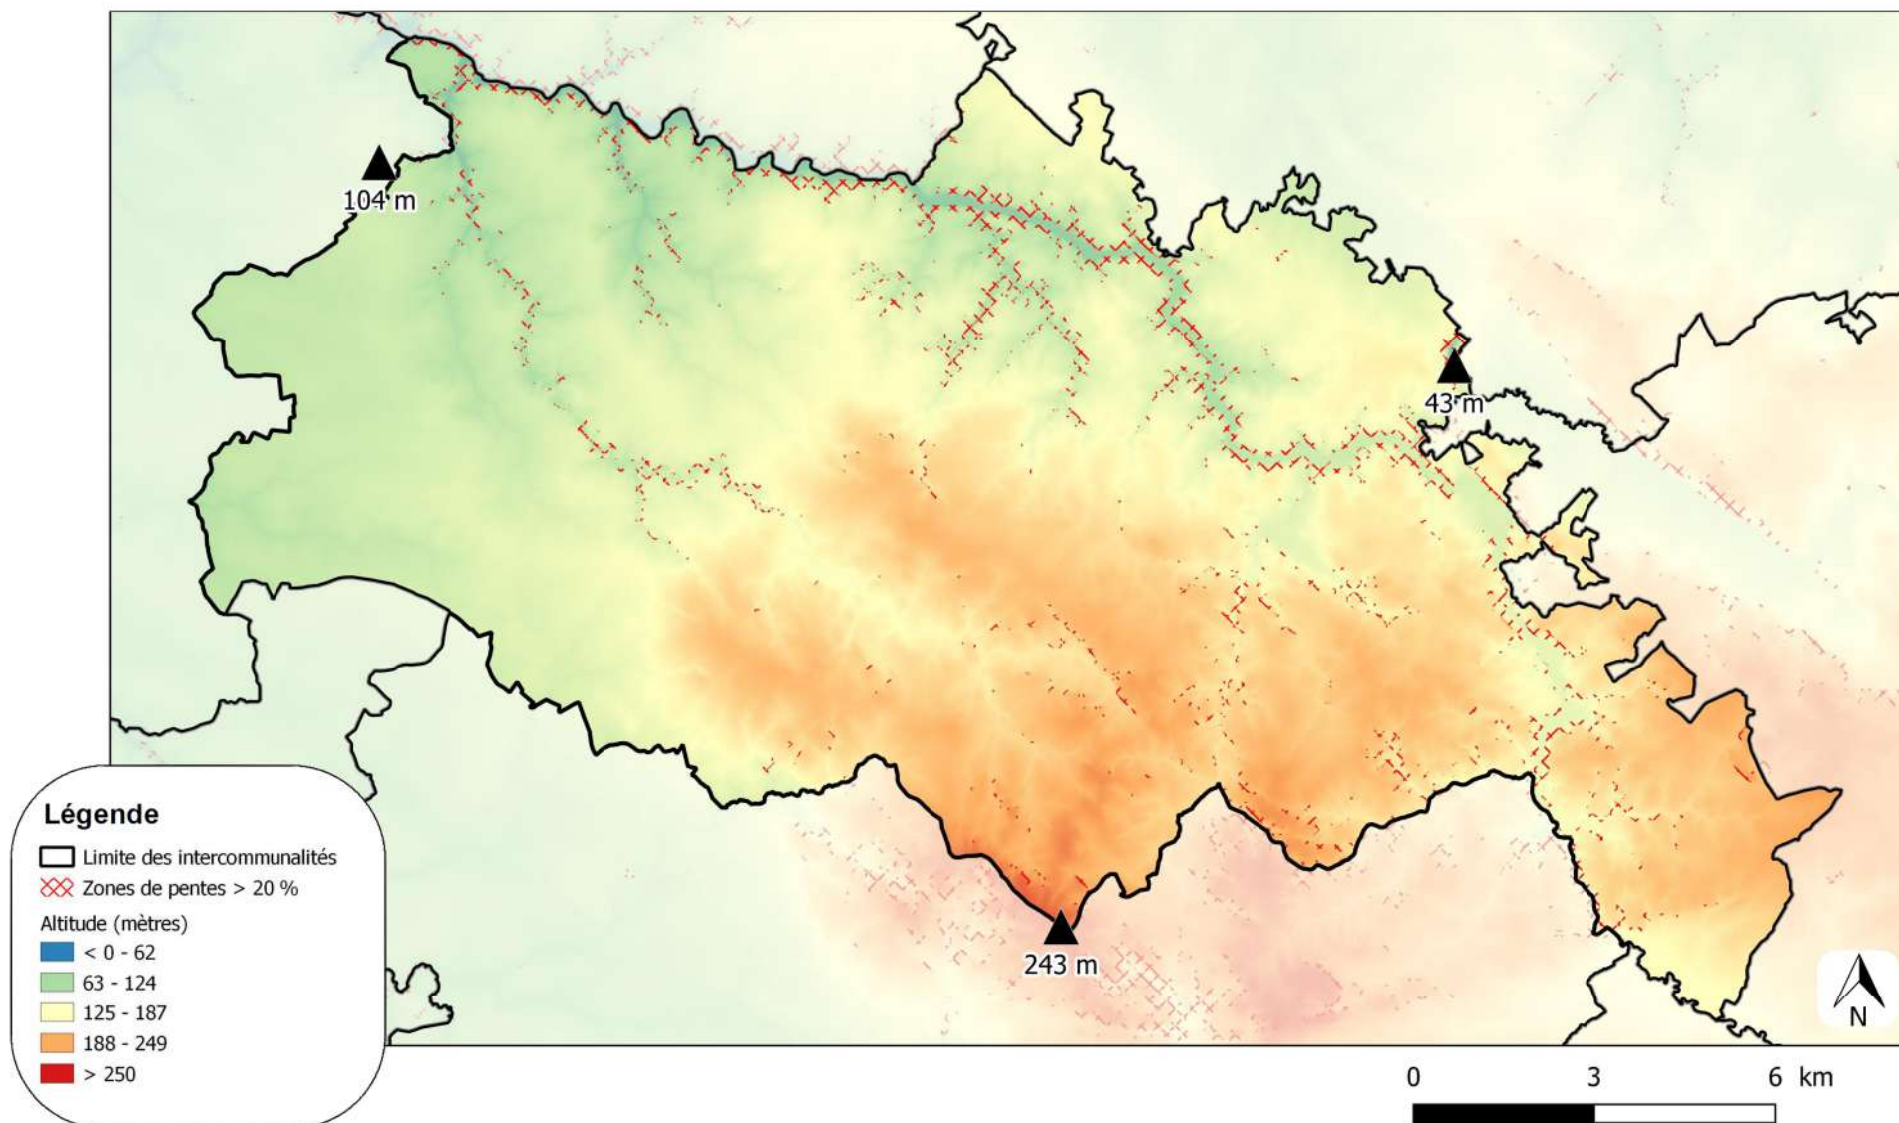 104 m
43 m
243 m
Légende
Limite des intercommunalités
Zones de pentes > 20 %
Altitude (mètres)
< 0 - 62
63 - 124
125 - 187
188 - 249
> 250
N
0 3 6 km